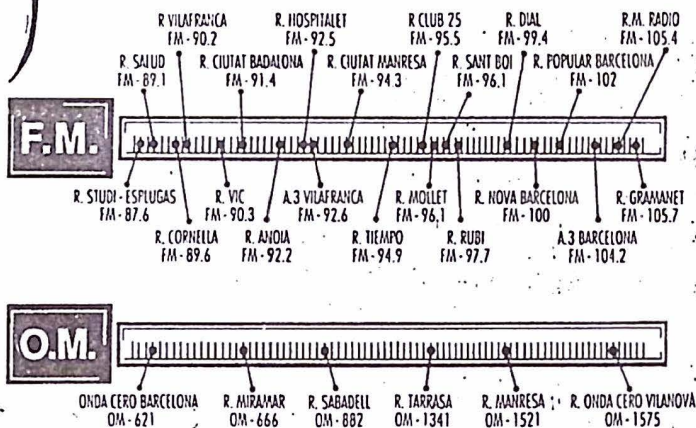 R VILAFRANCA
FM - 90.2
R. HOSPITALET
FM - 92.5
R CLUB 25
FM - 95.5
R. DIAL
FM - 99.4
R.M. RADIO
FM - 105.4
R. SALUD
FM - 89.1
R. CIUTAT BADALONA
FM - 91.4
R. CIUTAT MANRESA
FM - 94.3
R. SANT BOI
FM - 96.1
R. POPULAR BARCELONA
FM - 102
F.M.
R. STUDI - ESPLUGAS
FM - 87.6
R. VIC
FM - 90.3
A.3 VILAFRANCA
FM - 92.6
R. MOLLET
FM - 96.1
R. NOVA BARCELONA
FM - 100
R. GRAMANET
FM - 105.7
R. CORNELLA
FM - 89.6
R. ANOIA
FM - 92.2
R. TIEMPO
FM - 94.9
R. RUBI
FM - 97.7
A.3 BARCELONA
FM - 104.2
O.M.
ONDA CERO BARCELONA
OM - 621
R. MIRAMAR
OM - 666
R. SABADELL
OM - 882
R. TARRASA
OM - 1341
R. MANRESA
OM - 1521
R. ONDA CERO VILANOVA
OM - 1575